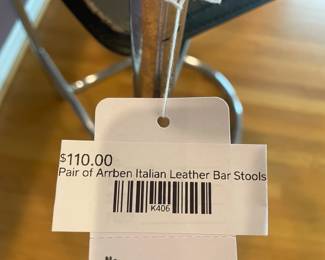 $110.00
Pair of Arrben Italian Leather Bar Stools
K406